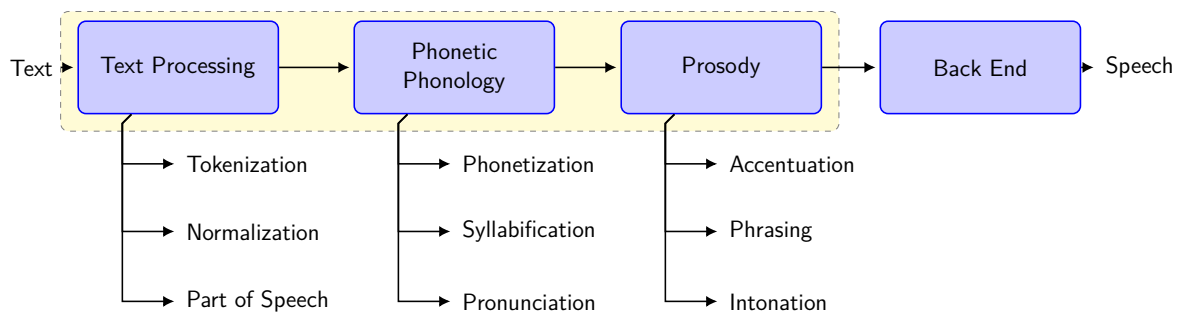 Text
Text Processing
Phonetic
Phonology
Prosody
Back End
Speech
Tokenization
Normalization
Part of Speech
Phonetization
Syllabification
Pronunciation
Accentuation
Phrasing
Intonation